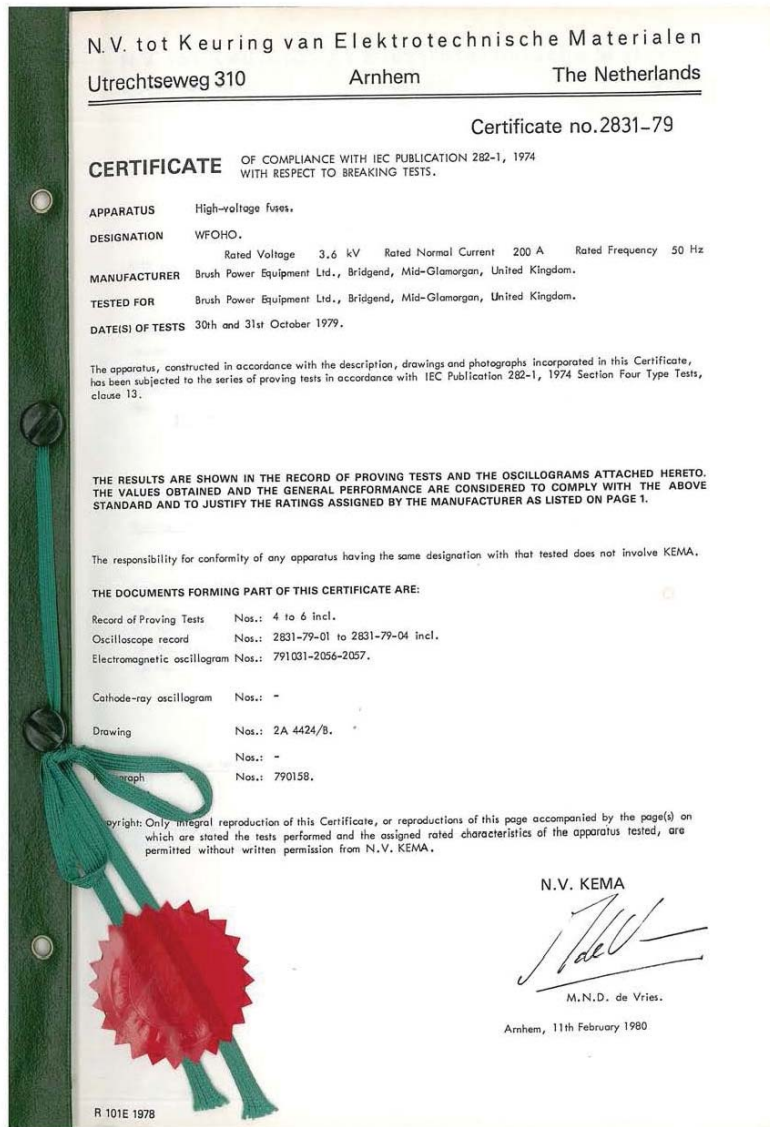 N.V. tot Keuring van Elektrotechnische Materialen
Utrechtseweg 310 Arnhem The Netherlands
Certificate no.2831-79
CERTIFICATE OF COMPLIANCE WITH IEC PUBLICATION 282-1, 1974
WITH RESPECT TO BREAKING TESTS.
APPARATUS High-voltage fuses.
DESIGNATION WFOHO.
Rated Voltage 3.6 kV Rated Normal Current 200 A Rated Frequency 50 Hz
MANUFACTURER Brush Power Equipment Ltd., Bridgend, Mid-Glamorgan, United Kingdom.
TESTED FOR Brush Power Equipment Ltd., Bridgend, Mid-Glamorgan, United Kingdom.
DATE(S) OF TESTS 30th and 31st October 1979.
The apparatus, constructed in accordance with the description, drawings and photographs incorporated in this Certificate,
has been subjected to the series of proving tests in accordance with IEC Publication 282-1, 1974 Section Four Type Tests,
clause 13.
THE RESULTS ARE SHOWN IN THE RECORD OF PROVING TESTS AND THE OSCILLOGRAMS ATTACHED HERETO.
THE VALUES OBTAINED AND THE GENERAL PERFORMANCE ARE CONSIDERED TO COMPLY WITH THE ABOVE
STANDARD AND TO JUSTIFY THE RATINGS ASSIGNED BY THE MANUFACTURER AS LISTED ON PAGE 1.
The responsibility for conformity of any apparatus having the same designation with that tested does not involve KEMA.
THE DOCUMENTS FORMING PART OF THIS CERTIFICATE ARE:
Record of Proving Tests Nos.: 4 to 6 incl.
Oscilloscope record Nos.: 2831-79-01 to 2831-79-04 incl.
Electromagnetic oscillogram Nos.: 791031-2056-2057.
Cathode-ray oscillogram Nos.: -
Drawing Nos.: 2A 4424/B.
Nos.: -
Nos.: 790158.
pyright: Only integral reproduction of this Certificate, or reproductions of this page accompanied by the page(s) on
which are stated the tests performed and the assigned rated characteristics of the apparatus tested, are
permitted without written permission from N.V. KEMA.
N.V. KEMA
M.N.D. de Vries.
Arnhem, 11th February 1980
R 101E 1978